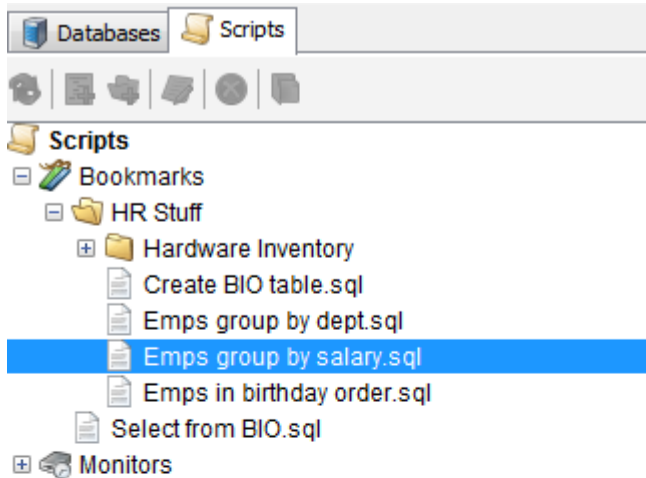 Databases Scripts
Scripts
Bookmarks
HR Stuff
Hardware Inventory
Create BIO table.sql
Emps group by dept.sql
Emps group by salary.sql
Emps in birthday order.sql
Select from BIO.sql
Monitors